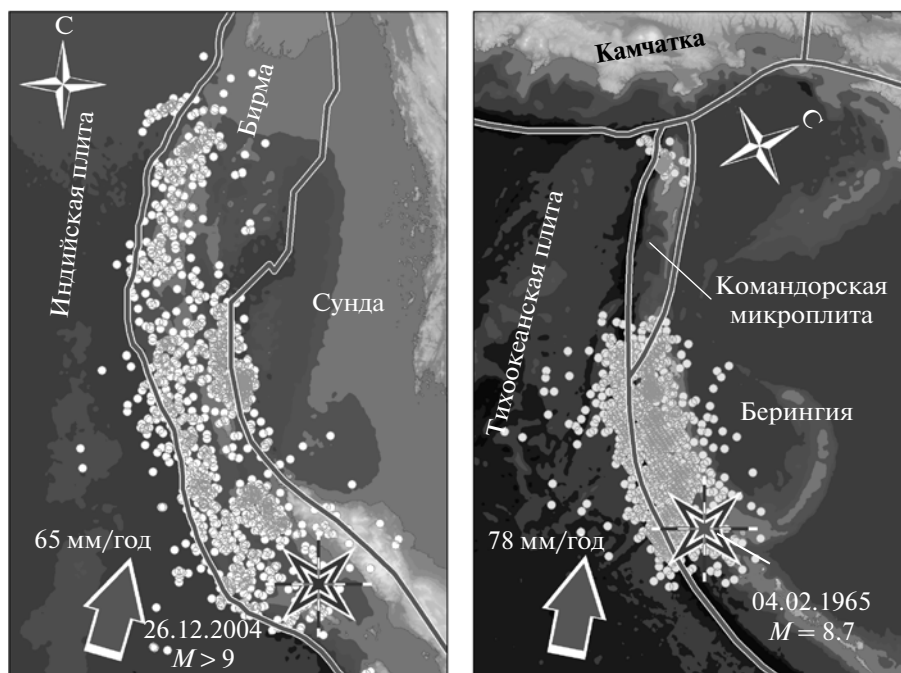 С
Бирма
Индийская плита
Сунда
65 мм/год
26.12.2004
M > 9
Камчатка
С
Тихоокеанская плита
Командорская
микроплита
Берингия
78 мм/год
04.02.1965
M = 8.7